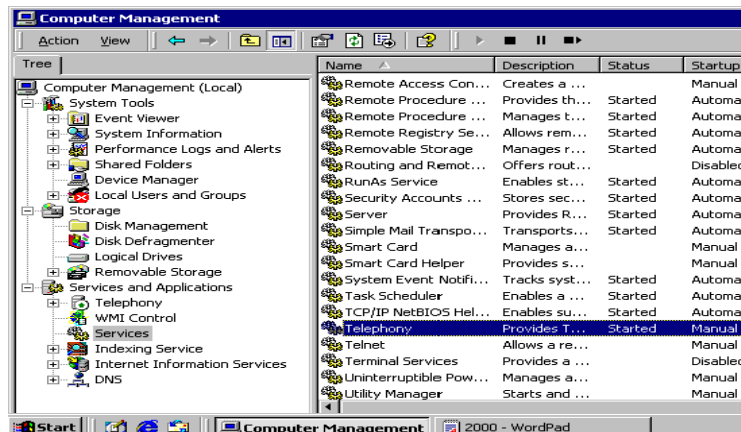 Computer Management
Action View
Tree
Computer Management (Local)
System Tools
Event Viewer
System Information
Performance Logs and Alerts
Shared Folders
Device Manager
Local Users and Groups
Storage
Disk Management
Disk Defragmenter
Logical Drives
Removable Storage
Services and Applications
Telephony
WMI Control
Services
Indexing Service
Internet Information Services
DNS
Name Description Status Startup
Remote Access Con... Creates a ... Manual
Remote Procedure ... Provides th... Started Automa
Remote Procedure ... Manages t... Started Automa
Remote Registry Se... Allows rem... Started Automa
Removable Storage Manages r... Started Automa
Routing and Remot... Offers rout... Disabled
RunAs Service Enables st... Started Automa
Security Accounts ... Stores sec... Started Automa
Server Provides R... Started Automa
Simple Mail Transpo... Transports... Started Automa
Smart Card Manages a... Manual
Smart Card Helper Provides s... Manual
System Event Notifi... Tracks syst... Started Automa
Task Scheduler Enables a ... Started Automa
TCP/IP NetBIOS Hel... Enables su... Started Automa
Telephony Provides T... Started Manual
Telnet Allows a re... Manual
Terminal Services Provides a ... Disabled
Uninterruptible Pow... Manages a... Manual
Utility Manager Starts and ... Manual
Start Computer Management 2000 - WordPad